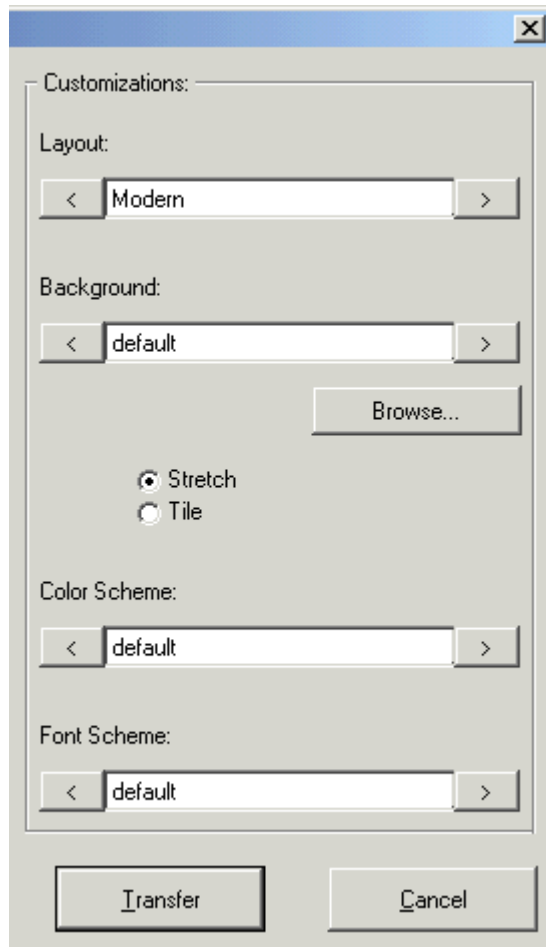 Customizations:
Layout:
< Modern >
Background:
< default >
Browse...
Stretch
Tile
Color Scheme:
< default >
Font Scheme:
< default >
Transfer Cancel